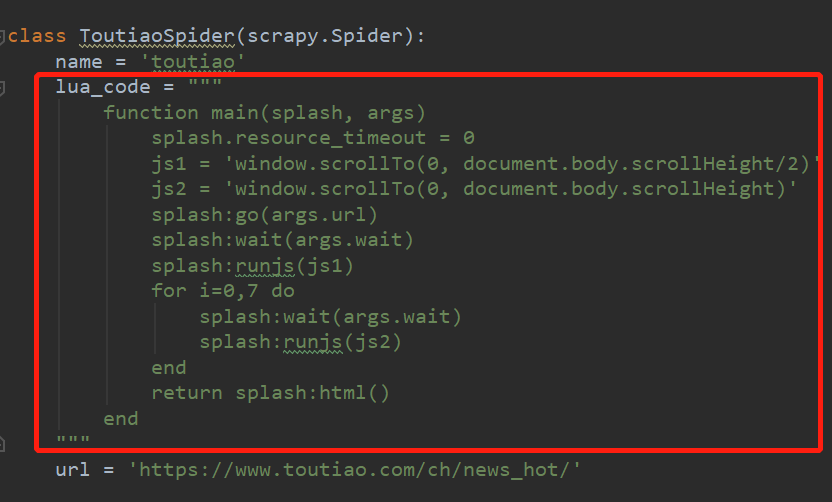 class ToutiaoSpider(scrapy.Spider):
    name = 'toutiao'
    lua_code = """
        function main(splash, args)
            splash.resource_timeout = 0
            js1 = 'window.scrollTo(0, document.body.scrollHeight/2)'
            js2 = 'window.scrollTo(0, document.body.scrollHeight)'
            splash:go(args.url)
            splash:wait(args.wait)
            splash:runjs(js1)
            for i=0,7 do
                splash:wait(args.wait)
                splash:runjs(js2)
            end
            return splash:html()
        end
    """
    url = 'https://www.toutiao.com/ch/news_hot/'